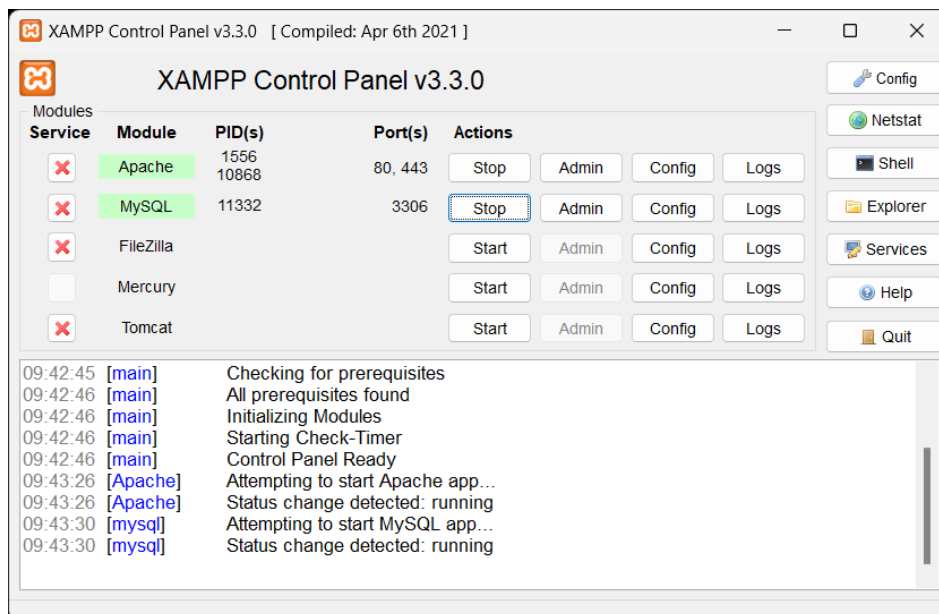 XAMPP Control Panel v3.3.0 [ Compiled: Apr 6th 2021 ]
XAMPP Control Panel v3.3.0
Config
Modules
Netstat
Service Module PID(s) Port(s) Actions
Apache 1556 10868 80, 443 Stop Admin Config Logs
Shell
MySQL 11332 3306 Stop Admin Config Logs
Explorer
FileZilla Start Admin Config Logs
Services
Mercury Start Admin Config Logs
Help
Tomcat Start Admin Config Logs
Quit
09:42:45 [main] Checking for prerequisites
09:42:46 [main] All prerequisites found
09:42:46 [main] Initializing Modules
09:42:46 [main] Starting Check-Timer
09:42:46 [main] Control Panel Ready
09:43:26 [Apache] Attempting to start Apache app...
09:43:26 [Apache] Status change detected: running
09:43:30 [mysql] Attempting to start MySQL app...
09:43:30 [mysql] Status change detected: running